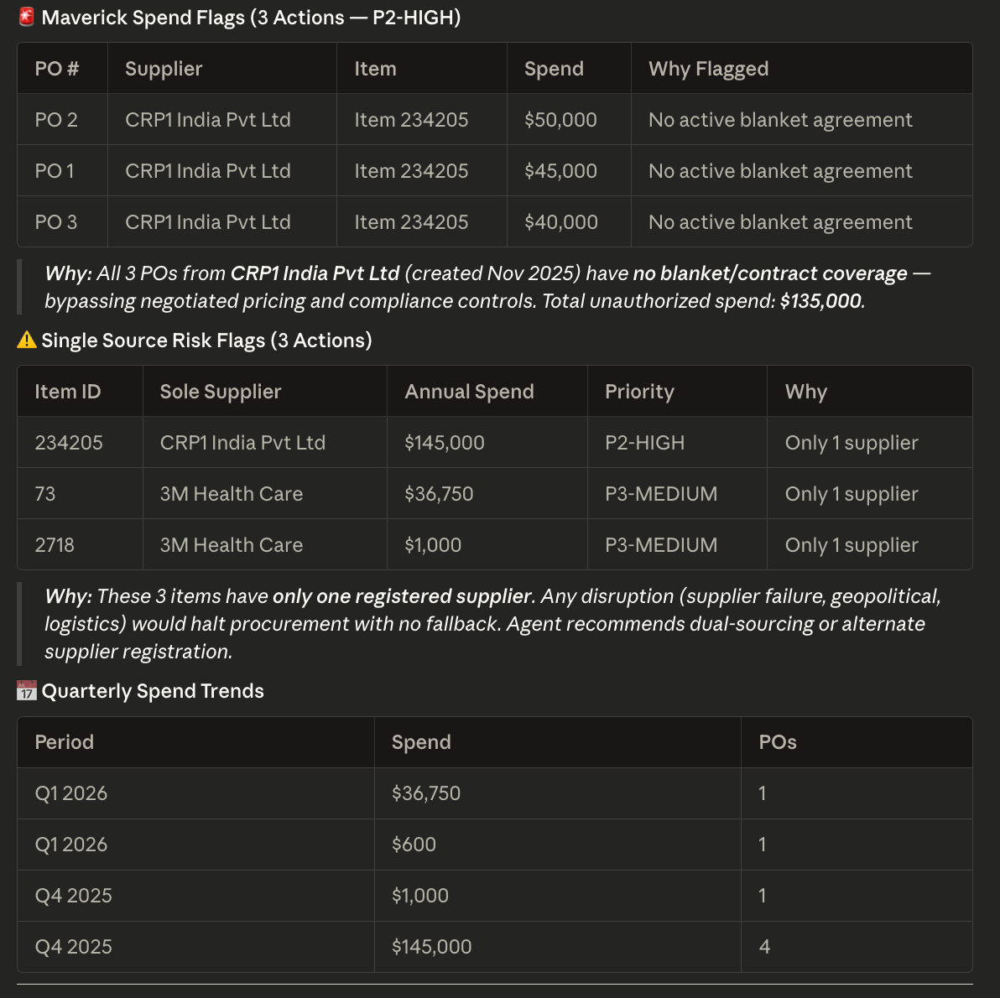 🚨 Maverick Spend Flags (3 Actions — P2-HIGH)
PO # Supplier Item Spend Why Flagged
PO 2 CRP1 India Pvt Ltd Item 234205 $50,000 No active blanket agreement
PO 1 CRP1 India Pvt Ltd Item 234205 $45,000 No active blanket agreement
PO 3 CRP1 India Pvt Ltd Item 234205 $40,000 No active blanket agreement
Why: All 3 POs from CRP1 India Pvt Ltd (created Nov 2025) have no blanket/contract coverage —
bypassing negotiated pricing and compliance controls. Total unauthorized spend: $135,000.
⚠️ Single Source Risk Flags (3 Actions)
Item ID Sole Supplier Annual Spend Priority Why
234205 CRP1 India Pvt Ltd $145,000 P2-HIGH Only 1 supplier
73 3M Health Care $36,750 P3-MEDIUM Only 1 supplier
2718 3M Health Care $1,000 P3-MEDIUM Only 1 supplier
Why: These 3 items have only one registered supplier. Any disruption (supplier failure, geopolitical,
logistics) would halt procurement with no fallback. Agent recommends dual-sourcing or alternate
supplier registration.
📅 Quarterly Spend Trends
Period Spend POs
Q1 2026 $36,750 1
Q1 2026 $600 1
Q4 2025 $1,000 1
Q4 2025 $145,000 4